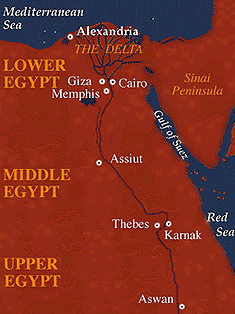 Mediterranean
Sea
Alexandria
THE DELTA
LOWER
EGYPT
Giza
Cairo
Memphis
Sinai
Peninsula
Gulf of Suez
Assiut
MIDDLE
EGYPT
Thebes
Karnak
Red
Sea
UPPER
EGYPT
Aswan